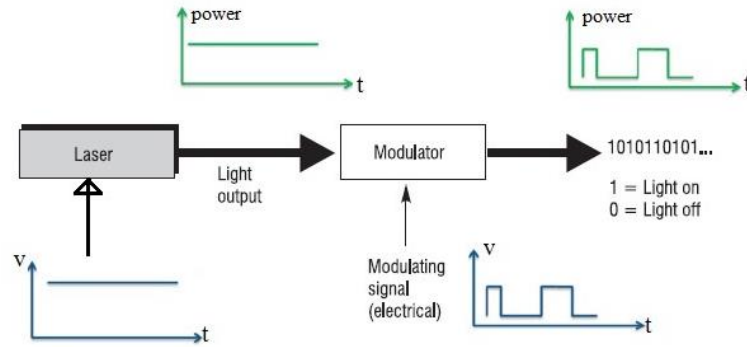 power
t
power
t
Laser
Light
output
Modulator
1010110101...
1 = Light on
0 = Light off
v
t
Modulating
signal
(electrical)
v
t